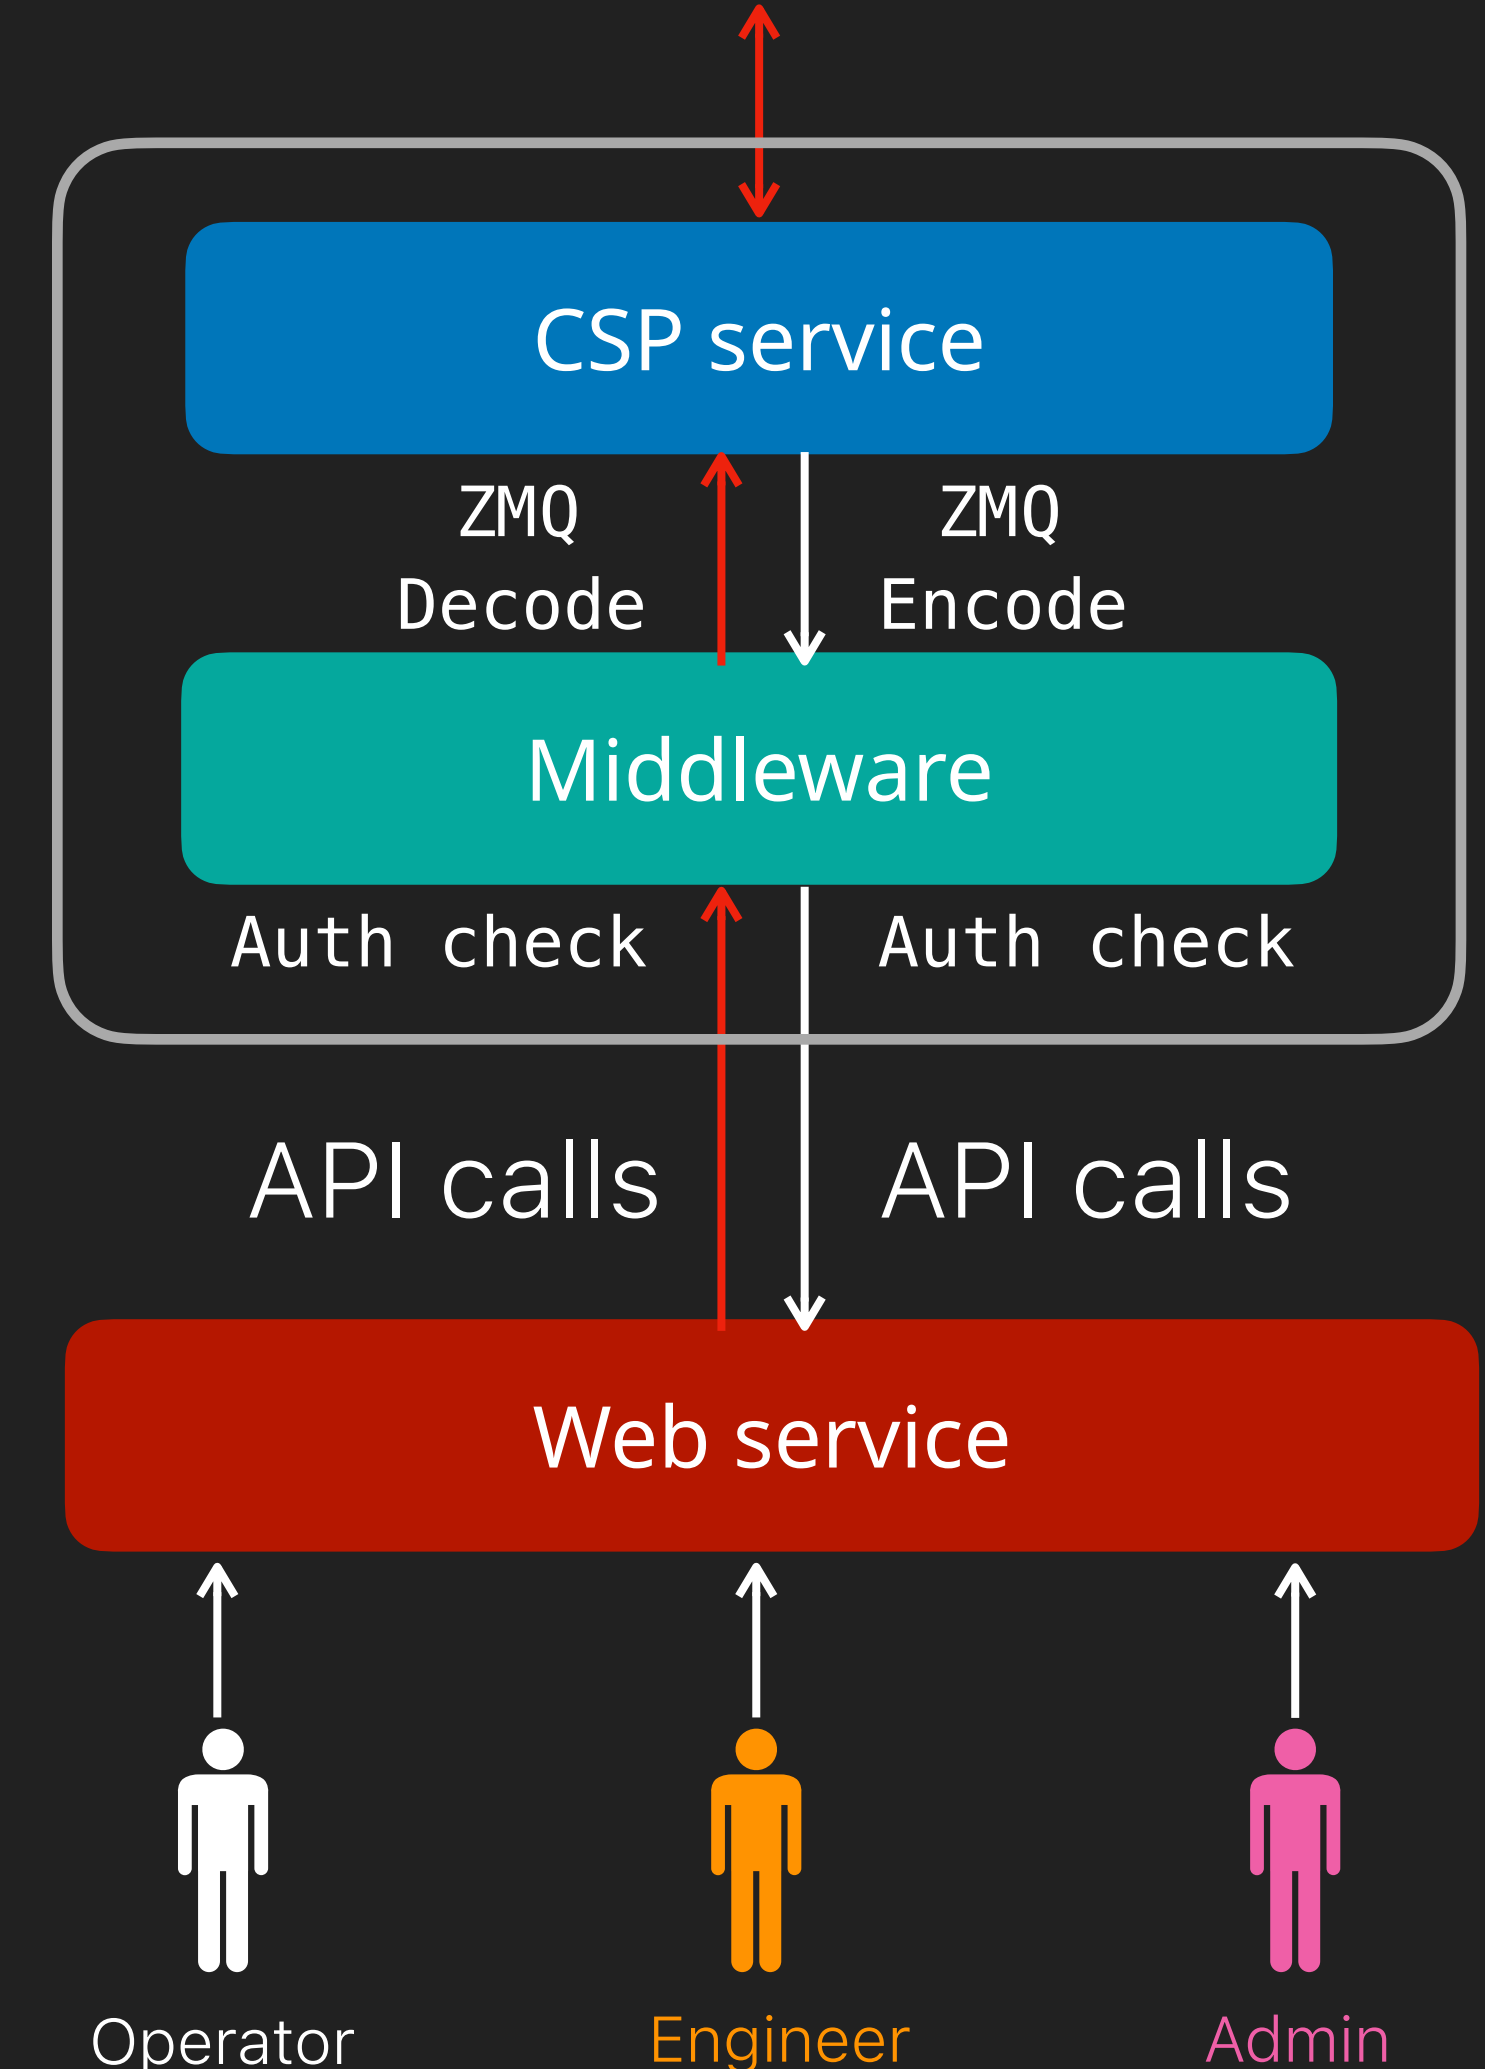 CSP service
ZMQ
Decode
ZMQ
Encode
Middleware
Auth check
Auth check
API calls
API calls
Web service
Operator
Engineer
Admin